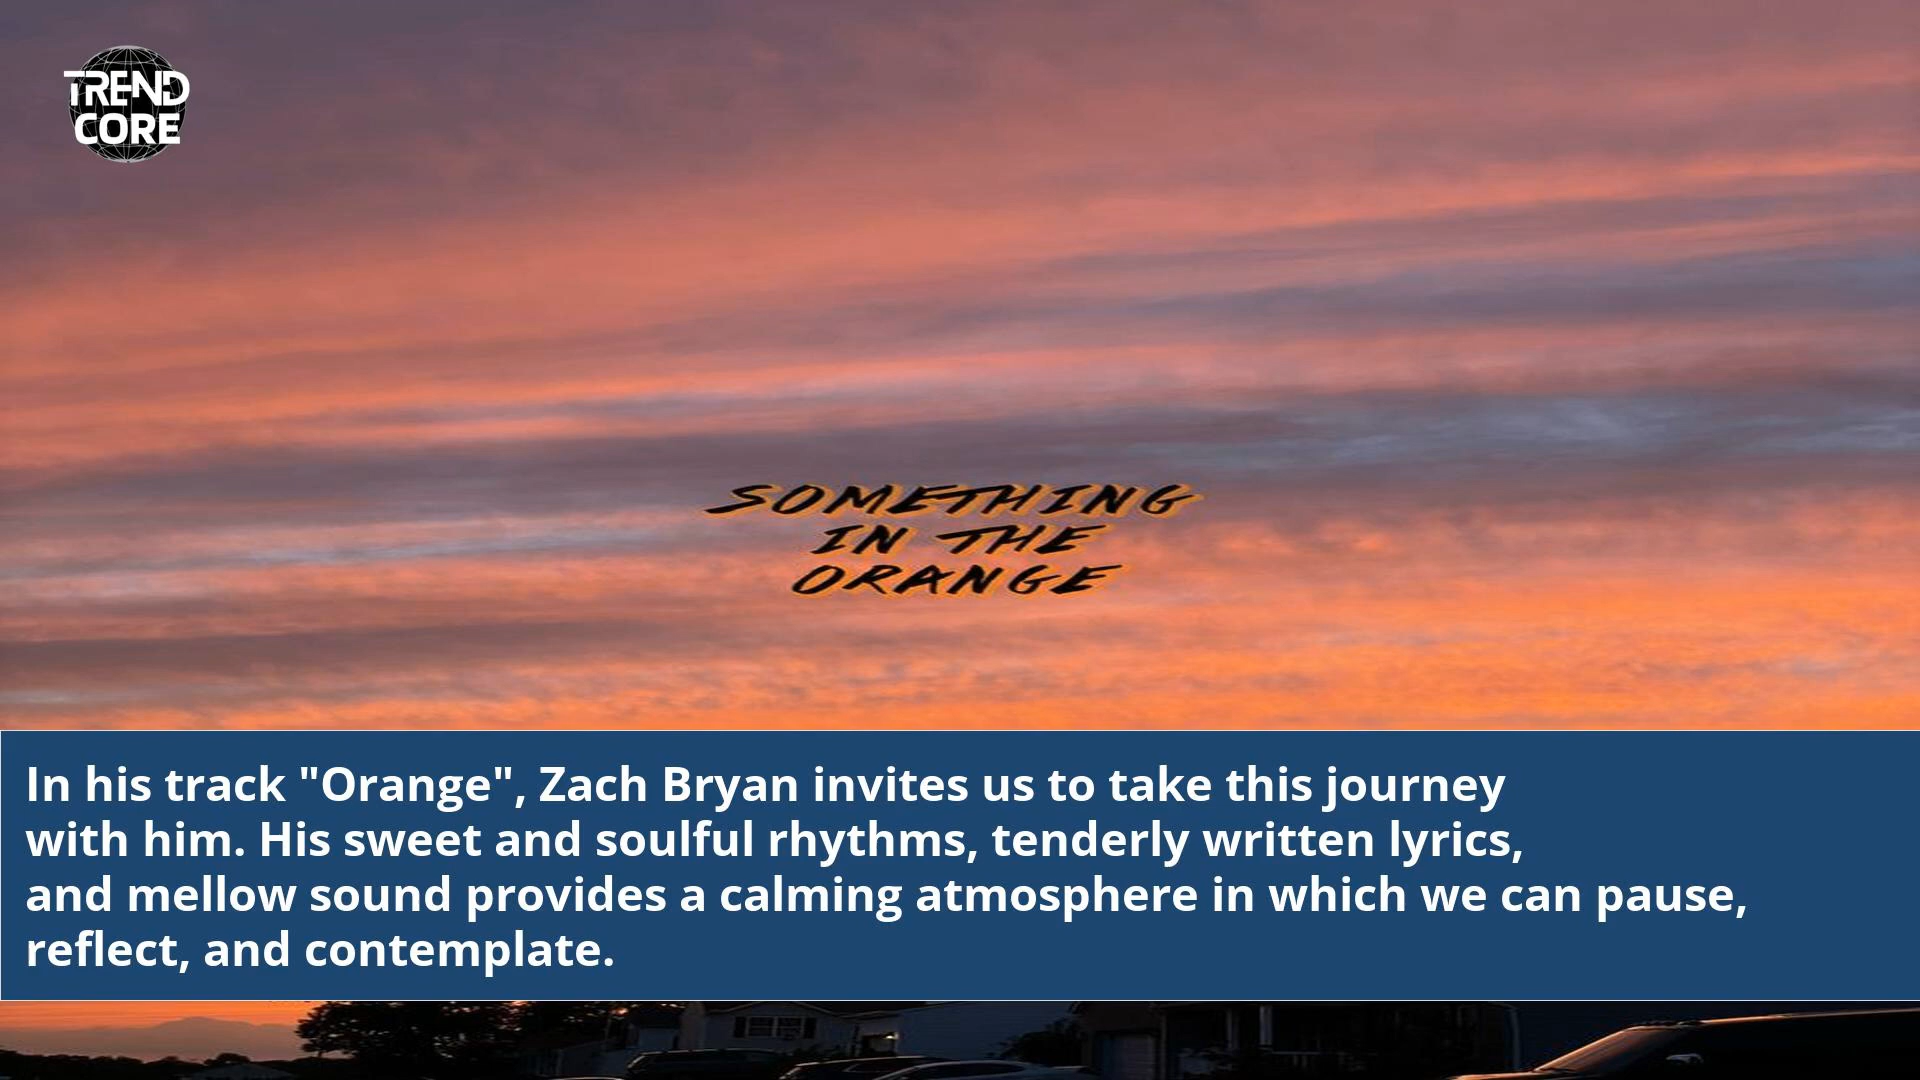 TREND
CORE
SOMETHING
IN THE
ORANGE
In his track "Orange", Zach Bryan invites us to take this journey
with him. His sweet and soulful rhythms, tenderly written lyrics,
and mellow sound provides a calming atmosphere in which we can pause,
reflect, and contemplate.